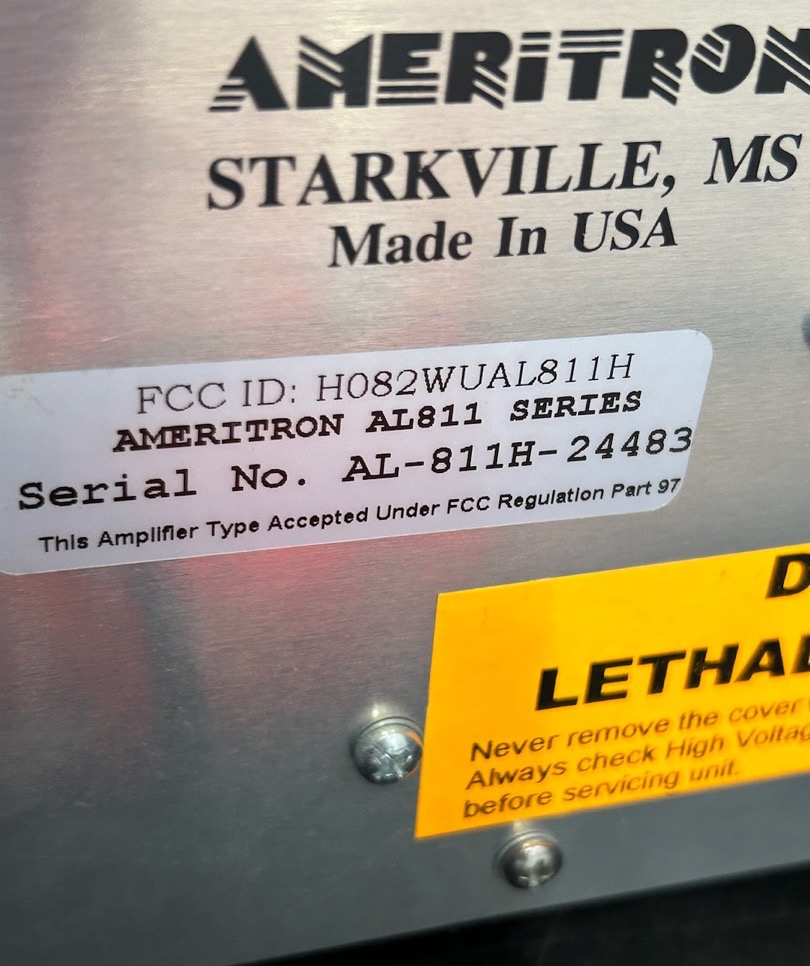 AMERITRON
STARKVILLE, MS
Made In USA
FCC ID: H082WUAL811H
AMERITRON AL811 SERIES
Serial No. AL-811H-24483
This Amplifier Type Accepted Under FCC Regulation Part 97
LETHAL
Never remove the cover
Always check High
before servicing unit.